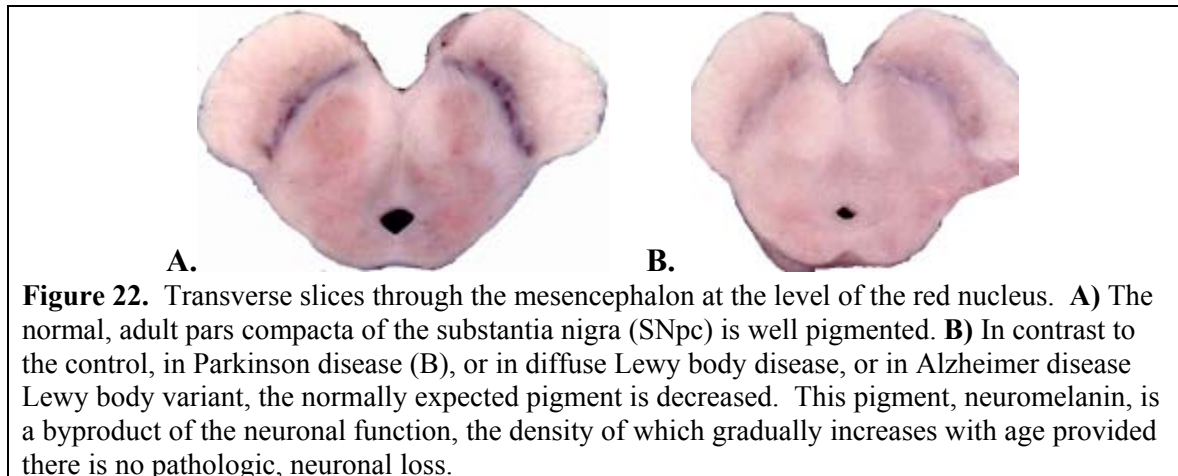 A. B.
Figure 22. Transverse slices through the mesencephalon at the level of the red nucleus. A) The
normal, adult pars compacta of the substantia nigra (SNpc) is well pigmented. B) In contrast to
the control, in Parkinson disease (B), or in diffuse Lewy body disease, or in Alzheimer disease
Lewy body variant, the normally expected pigment is decreased. This pigment, neuromelanin, is
a byproduct of the neuronal function, the density of which gradually increases with age provided
there is no pathologic, neuronal loss.